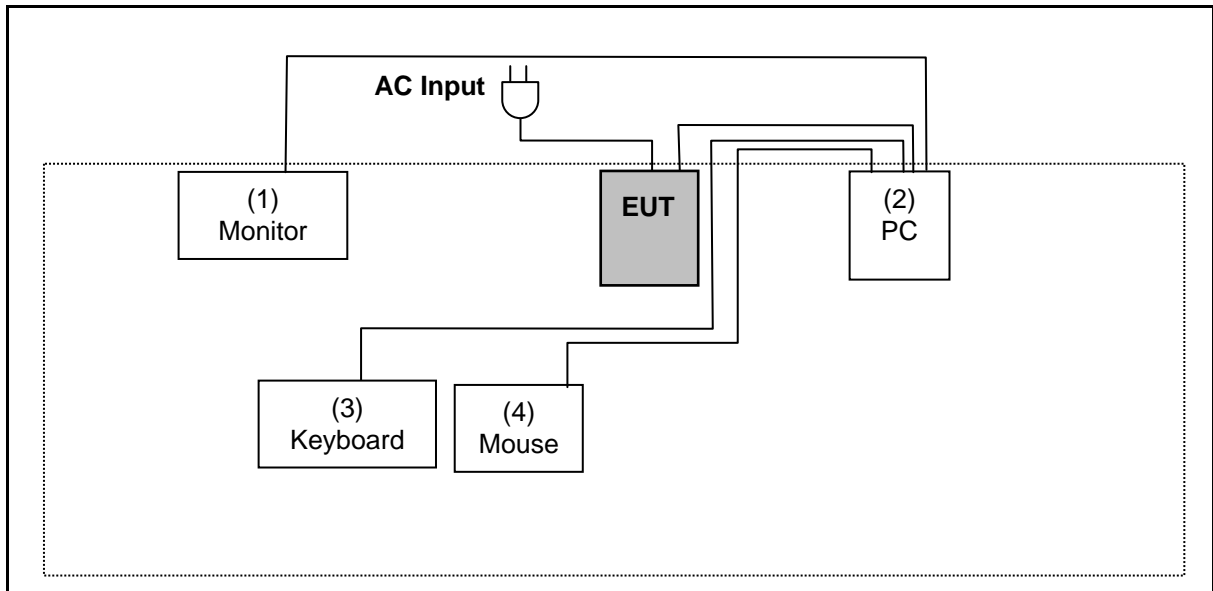 AC Input
(1)
Monitor
EUT
(2)
PC
(3)
Keyboard
(4)
Mouse